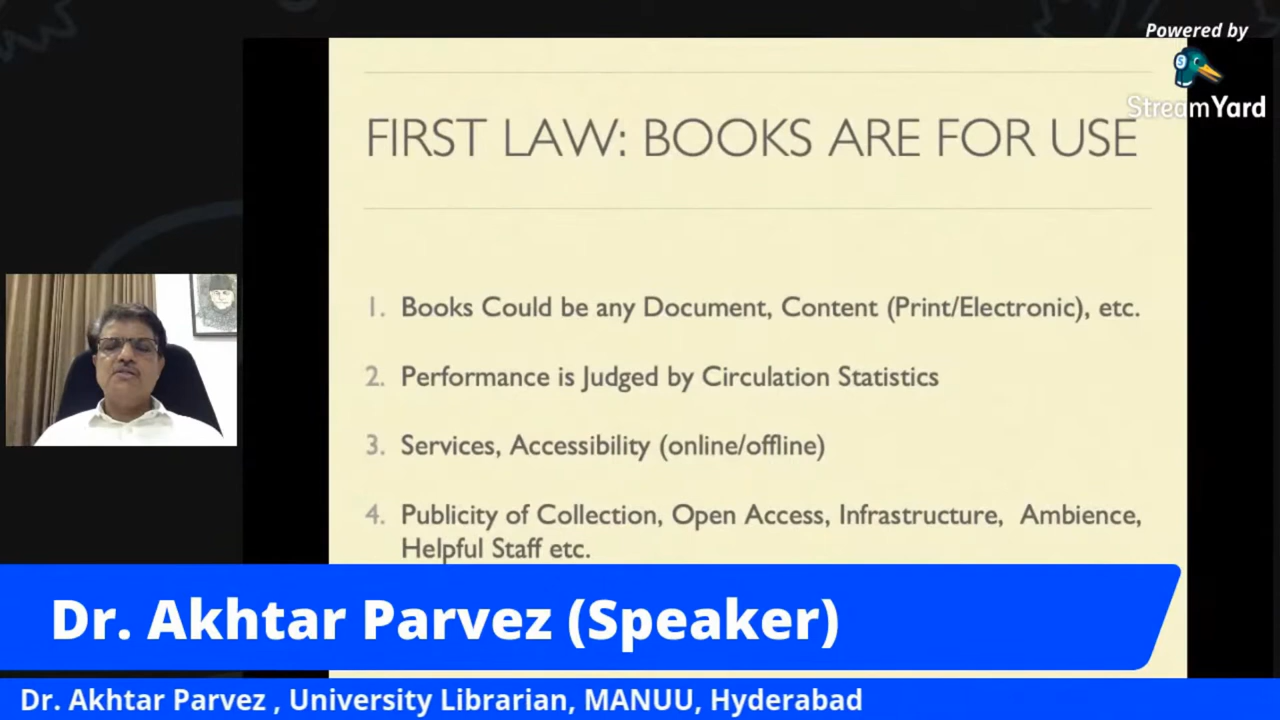 Powered by
StreamYard
FIRST LAW: BOOKS ARE FOR USE
1. Books Could be any Document, Content (Print/Electronic), etc.
2. Performance is Judged by Circulation Statistics
3. Services, Accessibility (online/offline)
4. Publicity of Collection, Open Access, Infrastructure, Ambience,
Helpful Staff etc.
Dr. Akhtar Parvez (Speaker)
Dr. Akhtar Parvez , University Librarian, MANUU, Hyderabad